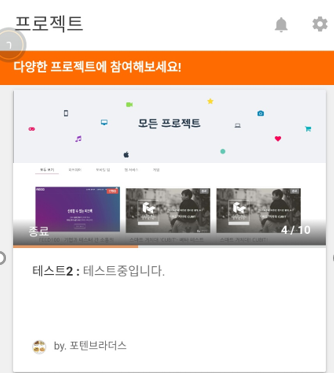 프로젝트
다양한 프로젝트에 참여해보세요!
모든 프로젝트
종료
4 / 10
테스트2 : 테스트중입니다.
by. 포텐브라더스